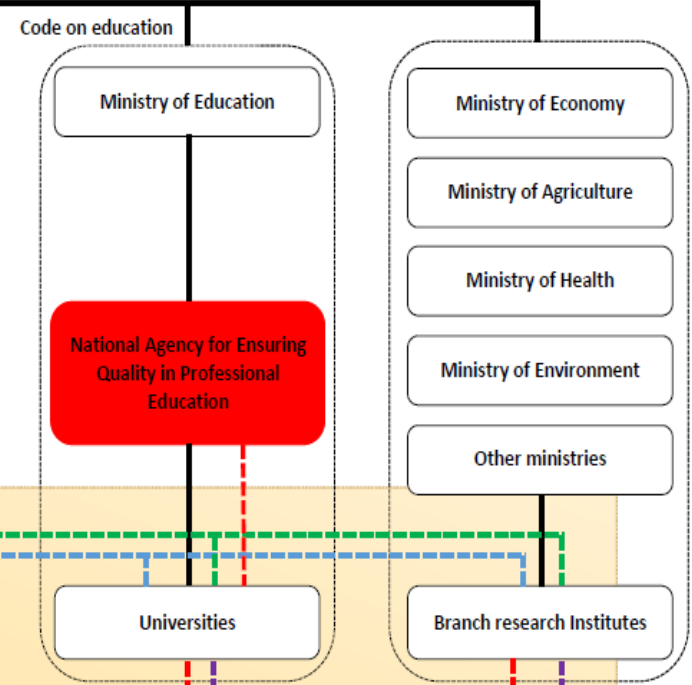 Code on education
Ministry of Education
National Agency for Ensuring
Quality in Professional
Education
Universities
Ministry of Economy
Ministry of Agriculture
Ministry of Health
Ministry of Environment
Other ministries
Branch research Institutes